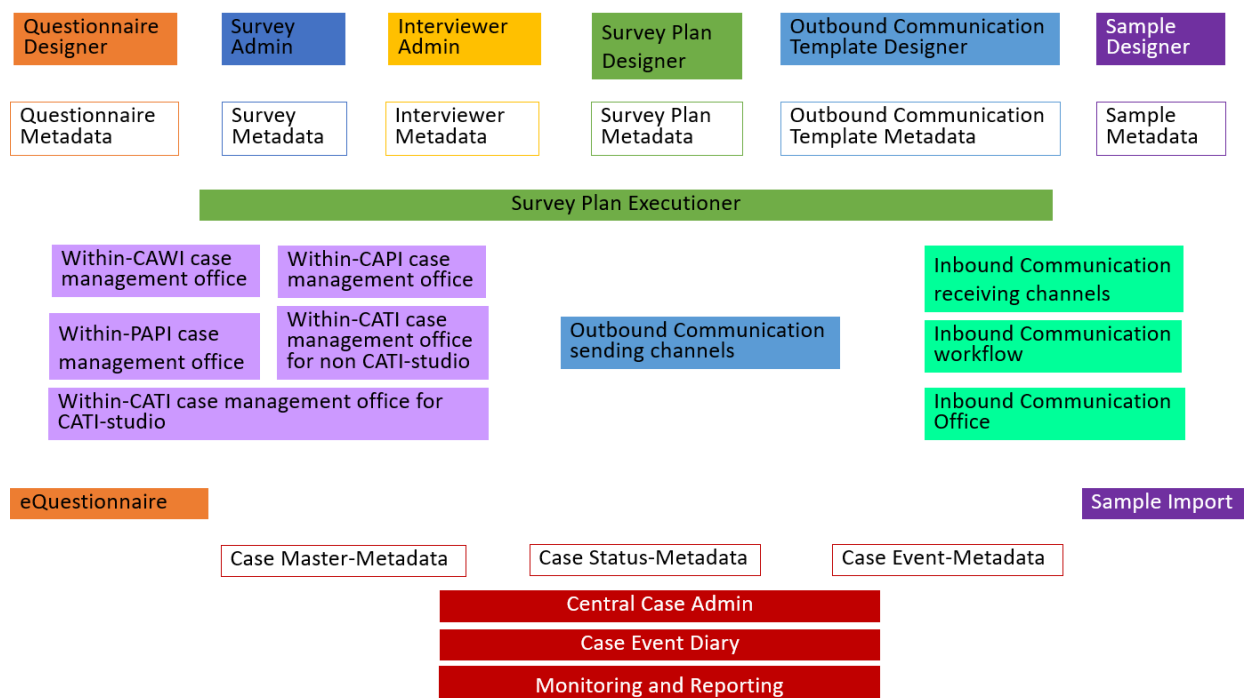 Questionnaire
Designer
Survey
Admin
Interviewer
Admin
Survey Plan
Designer
Outbound Communication
Template Designer
Sample
Designer
Questionnaire
Metadata
Survey
Metadata
Interviewer
Metadata
Survey Plan
Metadata
Outbound Communication
Template Metadata
Sample
Metadata
Survey Plan Executioner
Within-CAWI case
management office
Within-CAPI case
management office
Within-PAPI case
management office
Within-CATI case
management office
for non CATI-studio
Within-CATI case management office for
CATI-studio
Outbound Communication
sending channels
Inbound Communication
receiving channels
Inbound Communication
workflow
Inbound Communication
Office
eQuestionnaire
Sample Import
Case Master-Metadata
Case Status-Metadata
Case Event-Metadata
Central Case Admin
Case Event Diary
Monitoring and Reporting